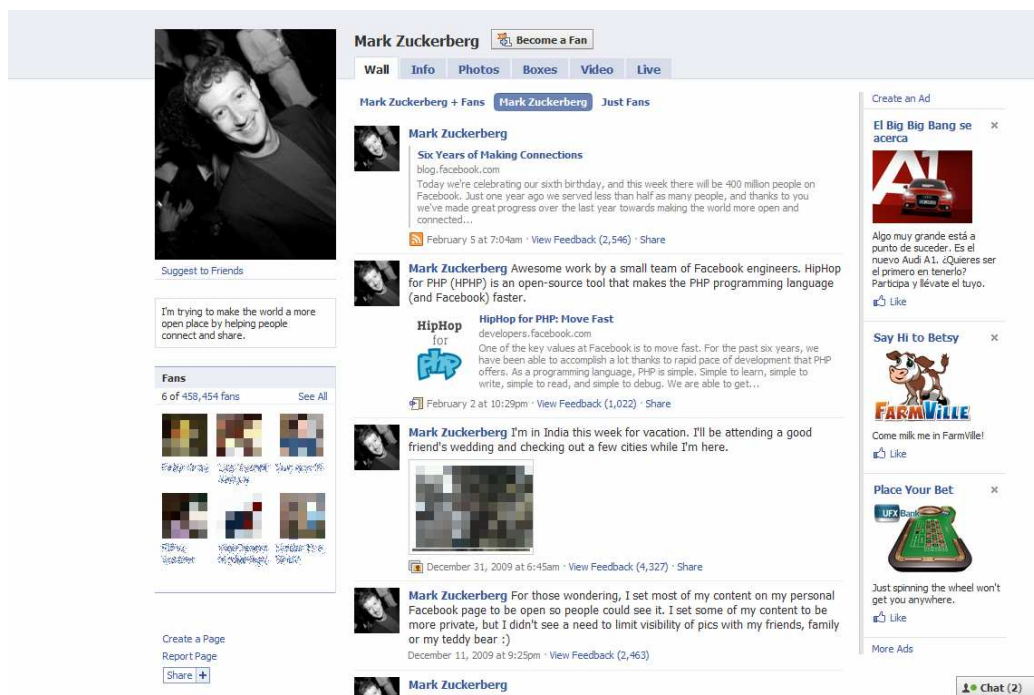 Mark Zuckerberg
Become a Fan
Wall Info Photos Boxes Video Live
Mark Zuckerberg + Fans Mark Zuckerberg Just Fans
Suggest to Friends
I'm trying to make the world a more
open place by helping people
connect and share.
Fans
6 of 458,454 fans See All
Create a Page
Report Page
Share +
Mark Zuckerberg
Six Years of Making Connections
blog.facebook.com
Today we're celebrating our sixth birthday, and this week there will be 400 million people on
Facebook. Just one year ago we served less than half as many people, and thanks to you
we've made great progress over the last year towards making the world more open and
connected...
February 5 at 7:04am · View Feedback (2,546) · Share
Mark Zuckerberg Awesome work by a small team of Facebook engineers. HipHop
for PHP (HPHP) is an open-source tool that makes the PHP programming language
(and Facebook) faster.
HipHop
for
php
HipHop for PHP: Move Fast
developers.facebook.com
One of the key values at Facebook is to move fast. For the past six years, we
have been able to accomplish a lot thanks to rapid pace of development that PHP
offers. As a programming language, PHP is simple. Simple to learn, simple to
write, simple to read, and simple to debug. We are able to get...
February 2 at 10:29pm · View Feedback (1,022) · Share
Mark Zuckerberg I'm in India this week for vacation. I'll be attending a good
friend's wedding and checking out a few cities while I'm here.
December 31, 2009 at 6:45am · View Feedback (4,327) · Share
Mark Zuckerberg For those wondering, I set most of my content on my personal
Facebook page to be open so people could see it. I set some of my content to be
more private, but I didn't see a need to limit visibility of pics with my friends, family
or my teddy bear :)
December 11, 2009 at 9:25pm · View Feedback (2,463)
Mark Zuckerberg
Create an Ad
El Big Big Bang se
acerca
A1
Algo muy grande está a
punto de suceder. Es el
nuevo Audi A1. ¿Quieres ser
el primero en tenerlo?
Participa y llévate el tuyo.
Like
Say Hi to Betsy
FARMVILLE
Come milk me in FarmVille!
Like
Place Your Bet
UFXBank
Just spinning the wheel won't
get you anywhere.
Like
More Ads
Chat (2)